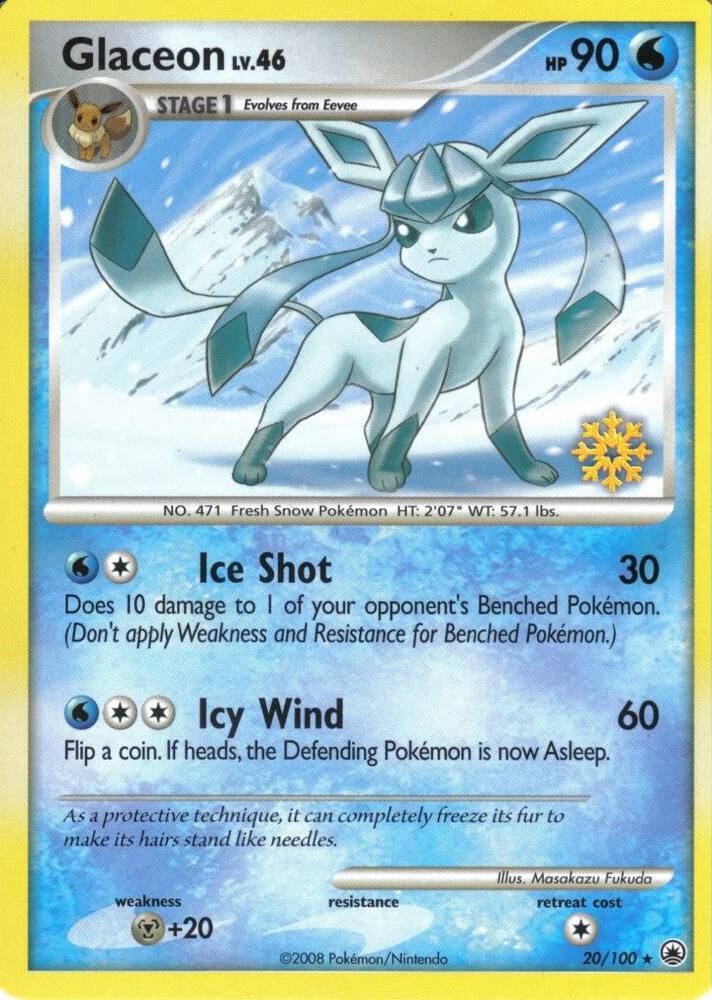 Glaceon LV.46 HP 90
STAGE 1 Evolves from Eevee
NO. 471 Fresh Snow Pokémon HT: 2'07" WT: 57.1 lbs.
Ice Shot 30
Does 10 damage to 1 of your opponent's Benched Pokémon.
(Don't apply Weakness and Resistance for Benched Pokémon.)
Icy Wind 60
Flip a coin. If heads, the Defending Pokémon is now Asleep.
As a protective technique, it can completely freeze its fur to
make its hairs stand like needles.
Illus. Masakazu Fukuda
weakness resistance retreat cost
+20
©2008 Pokémon/Nintendo 20/100 ★